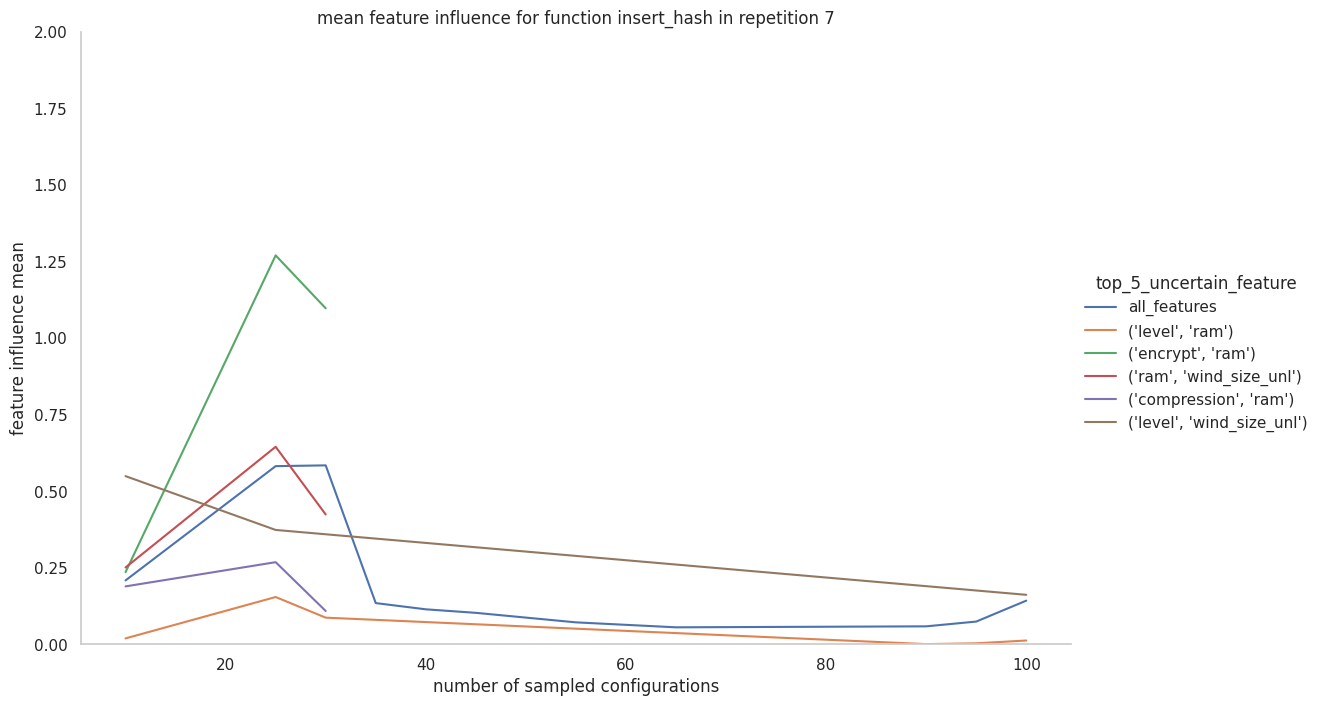 mean feature influence for function insert_hash in repetition 7
2.00
1.75
1.50
1.25
1.00
0.75
0.50
0.25
0.00
feature influence mean
20
40
60
80
100
number of sampled configurations
top_5_uncertain_feature
all_features
('level', 'ram')
('encrypt', 'ram')
('ram', 'wind_size_unl')
('compression', 'ram')
('level', 'wind_size_unl')